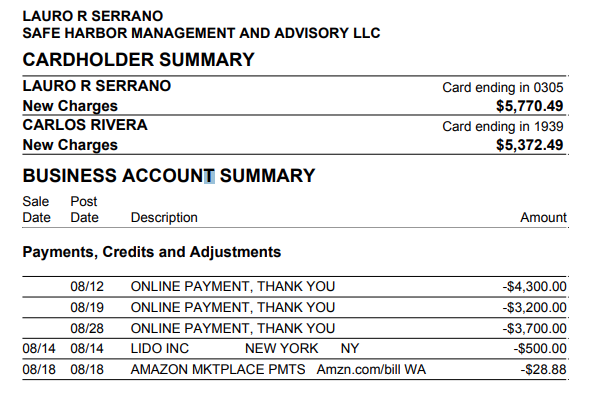 LAURO R SERRANO
SAFE HARBOR MANAGEMENT AND ADVISORY LLC
CARDHOLDER SUMMARY
LAURO R SERRANO Card ending in 0305
New Charges $5,770.49
CARLOS RIVERA Card ending in 1939
New Charges $5,372.49
BUSINESS ACCOUNT SUMMARY
Sale Post
Date Date Description Amount
Payments, Credits and Adjustments
08/12 ONLINE PAYMENT, THANK YOU -$4,300.00
08/19 ONLINE PAYMENT, THANK YOU -$3,200.00
08/28 ONLINE PAYMENT, THANK YOU -$3,700.00
08/14 08/14 LIDO INC NEW YORK NY -$500.00
08/18 08/18 AMAZON MKTPLACE PMTS Amzn.com/bill WA -$28.88